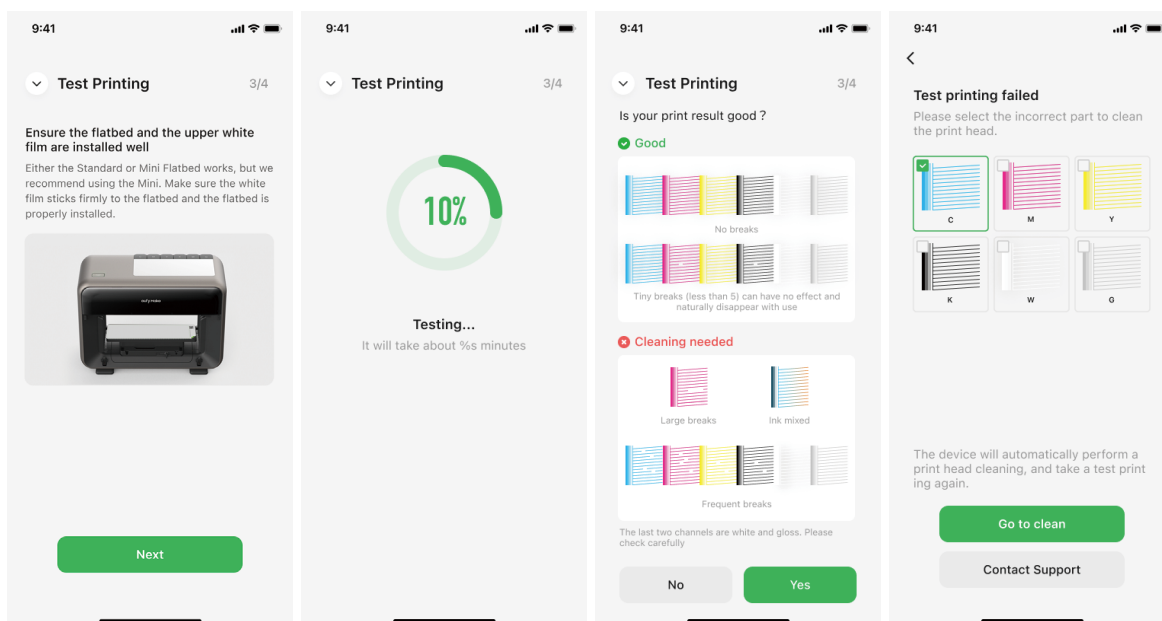 9:41
Test Printing
3/4
Ensure the flatbed and the upper white
film are installed well
Either the Standard or Mini Flatbed works, but we
recommend using the Mini. Make sure the white
film sticks firmly to the flatbed and the flatbed is
properly installed.
Next
9:41
Test Printing
3/4
10%
Testing...
It will take about %s minutes
9:41
Test Printing
3/4
Is your print result good ?
Good
No breaks
Tiny breaks (less than 5) can have no effect and
naturally disappear with use
Cleaning needed
Large breaks
Ink mixed
Frequent breaks
The last two channels are white and gloss. Please
check carefully
No
Yes
9:41
Test printing failed
Please select the incorrect part to clean
the print head.
C
M
Y
K
W
G
The device will automatically perform a
print head cleaning, and take a test print
ing again.
Go to clean
Contact Support